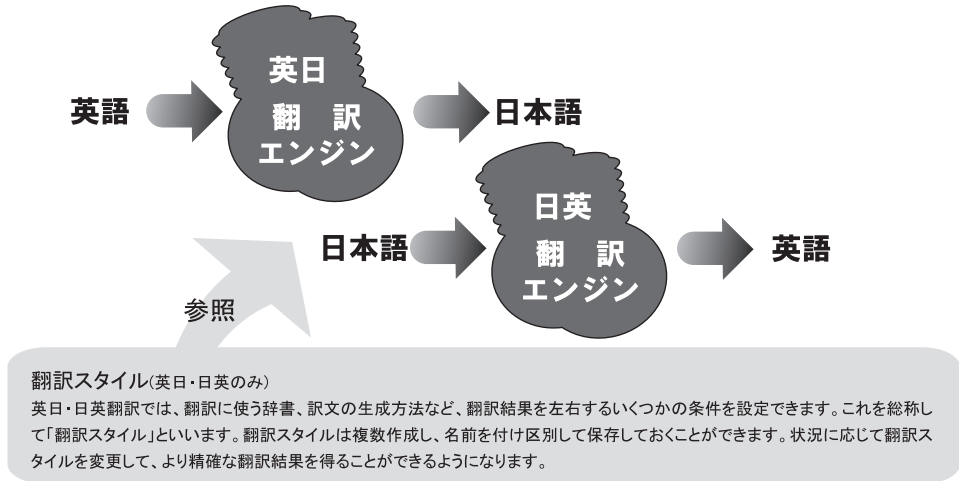 英語
英日
翻 訳
エンジン
日本語
日本語
日英
翻 訳
エンジン
英語
参照
翻訳スタイル(英日・日英のみ)
英日・日英翻訳では、翻訳に使う辞書、訳文の生成方法など、翻訳結果を左右するいくつかの条件を設定できます。これを総称し
て「翻訳スタイル」といいます。翻訳スタイルは複数作成し、名前を付け区別して保存しておくことができます。状況に応じて翻訳ス
タイルを変更して、より精確な翻訳結果を得ることができるようになります。